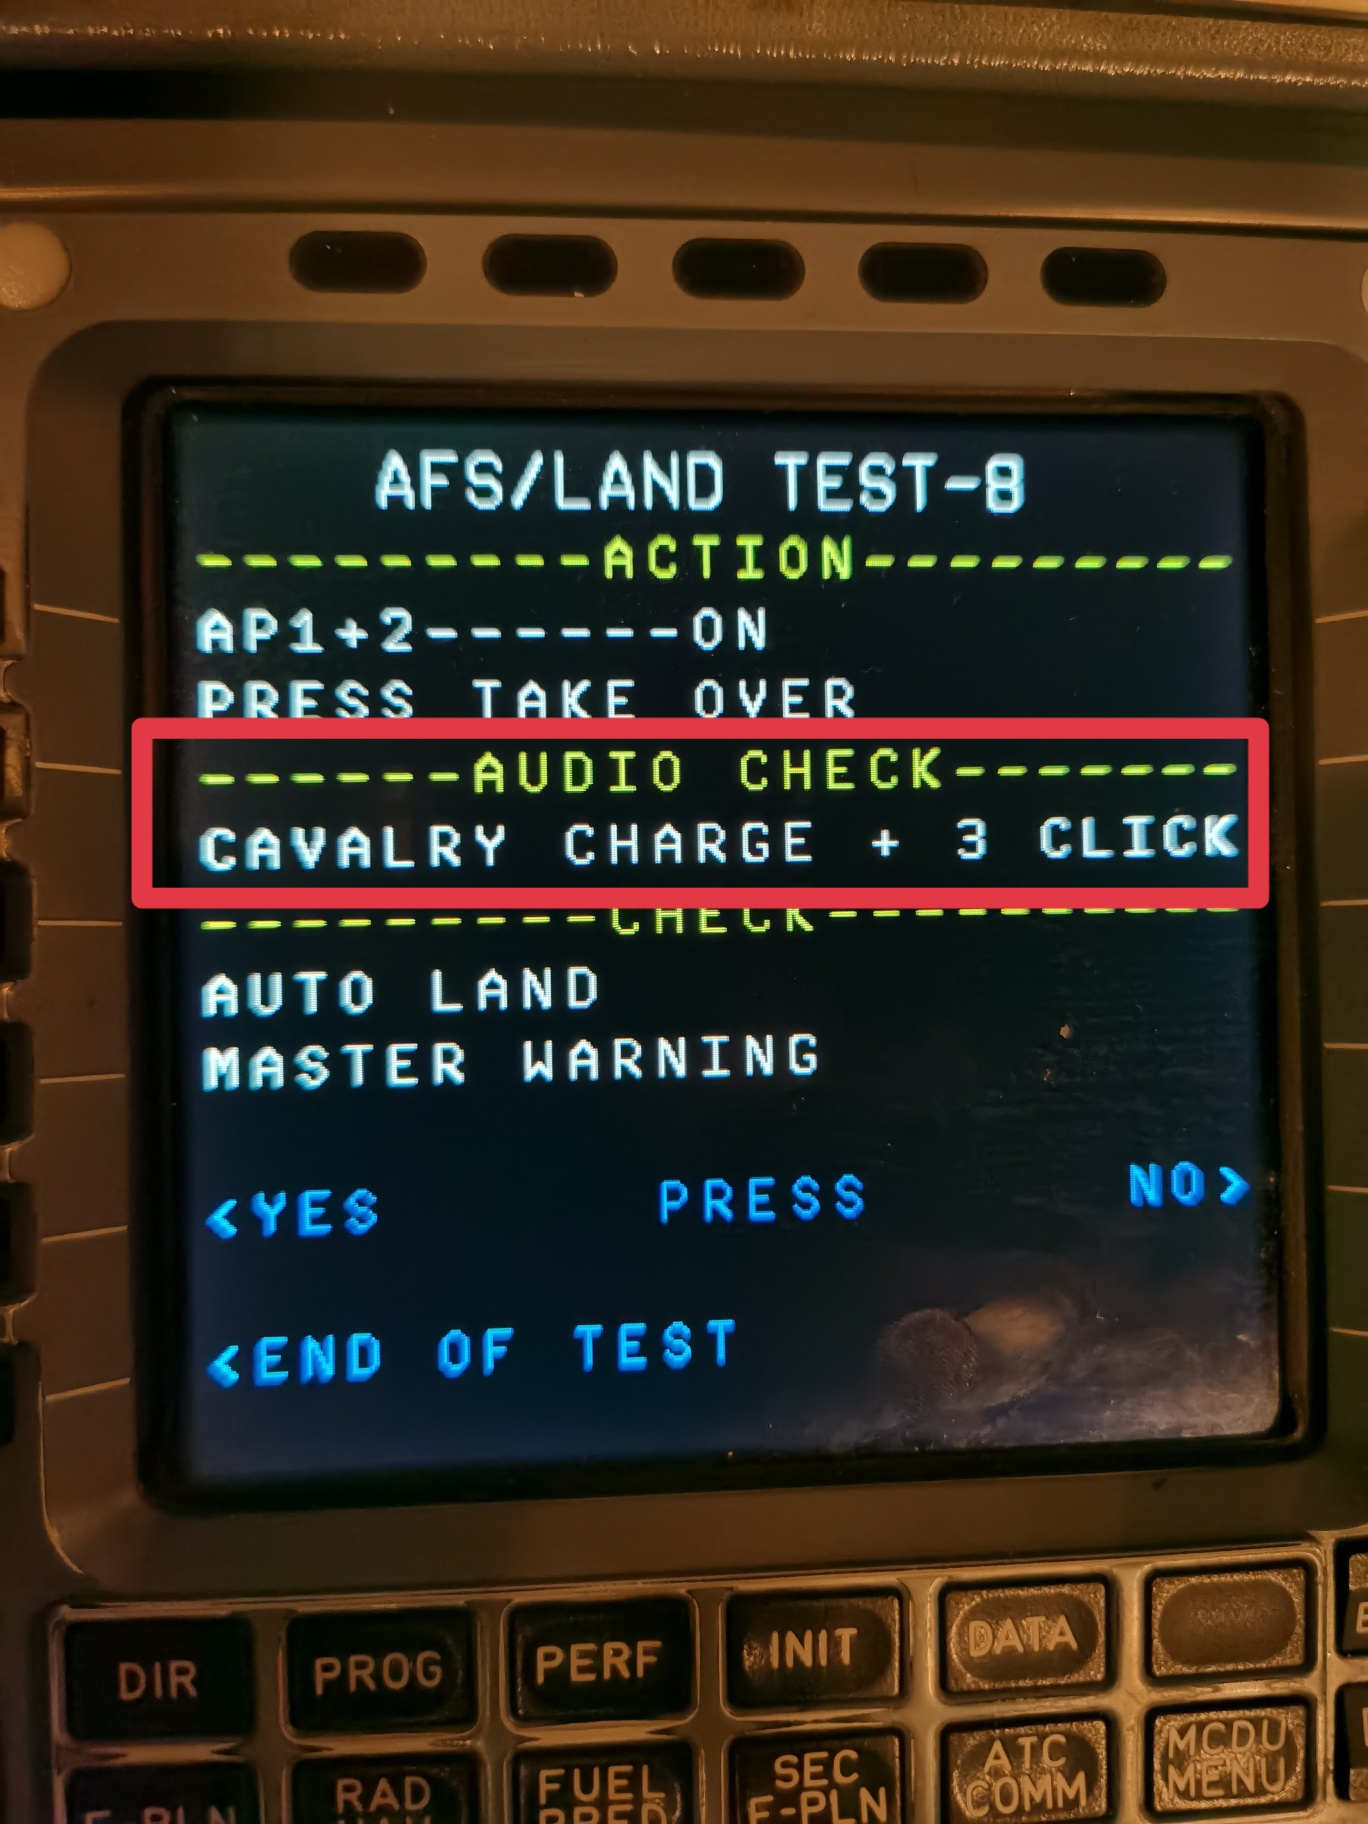 AFS/LAND TEST-8
----------ACTION---------
AP1+2------ON
PRESS TAKE OVER
------AUDIO CHECK-------
CAVALRY CHARGE + 3 CLICK
----------CHECK----------
AUTO LAND
MASTER WARNING
<YES PRESS NO>
<END OF TEST
DIR PROG PERF INIT DATA
F-PLN RAD FUEL PRED SEC F-PLN ATC COMM MCDU MENU